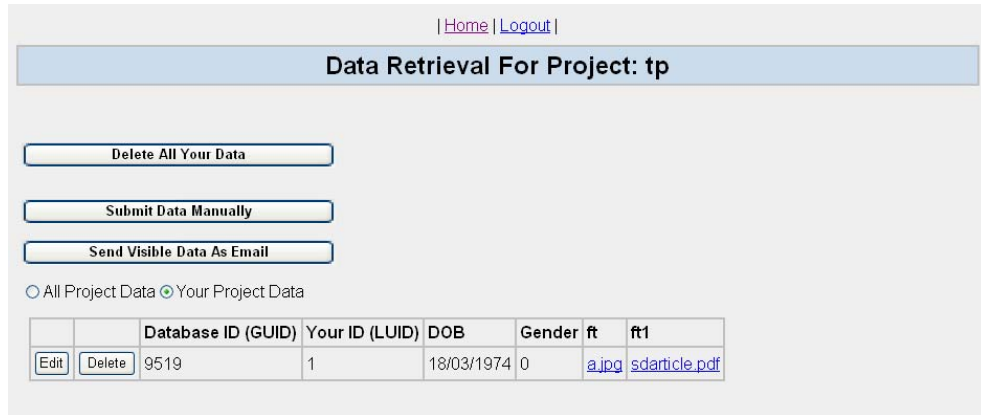 | Home | Logout |
Data Retrieval For Project: tp
Delete All Your Data
Submit Data Manually
Send Visible Data As Email
All Project Data Your Project Data
Database ID (GUID) Your ID (LUID) DOB Gender ft ft1
Edit Delete 9519 1 18/03/1974 0 a.jpg sdarticle.pdf